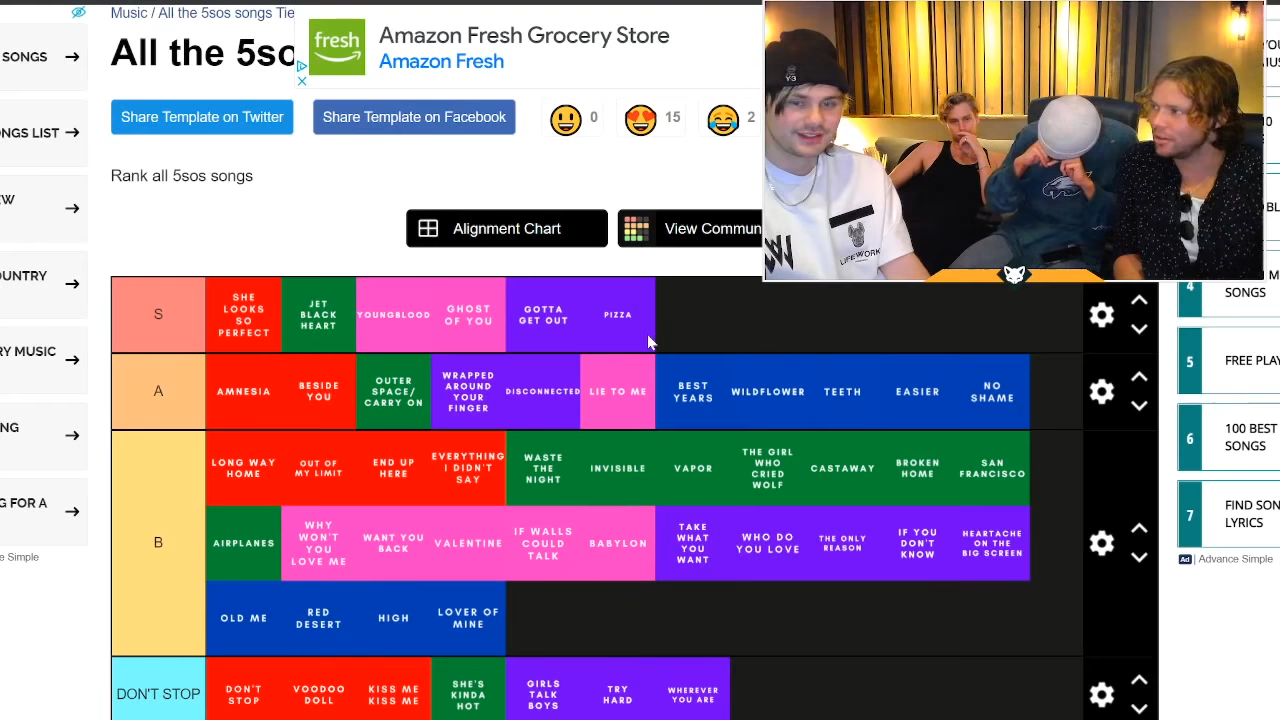 Music / All the 5sos songs Tie
All the 5so
fresh
Amazon Fresh Grocery Store
Amazon Fresh
Share Template on Twitter
Share Template on Facebook
0
15
2
Rank all 5sos songs
Alignment Chart
View Commun
SONGS
NGS LIST
EW
OUNTRY
RY MUSIC
NG
NG FOR A
e Simple
Y3
LIFEWORK
S
SHE
LOOKS
SO
PERFECT
JET
BLACK
HEART
YOUNGBLOOD
GHOST
OF YOU
GOTTA
GET OUT
PIZZA
A
AMNESIA
BESIDE
YOU
OUTER
SPACE/
CARRY ON
WRAPPED
AROUND
YOUR
FINGER
DISCONNECTED
LIE TO ME
BEST
YEARS
WILDFLOWER
TEETH
EASIER
NO
SHAME
B
LONG WAY
HOME
OUT OF
MY LIMIT
END UP
HERE
EVERYTHING
I DIDN'T
SAY
WASTE
THE
NIGHT
INVISIBLE
VAPOR
THE GIRL
WHO
CRIED
WOLF
CASTAWAY
BROKEN
HOME
SAN
FRANCISCO
AIRPLANES
WHY
WON'T
YOU
LOVE ME
WANT YOU
BACK
VALENTINE
IF WALLS
COULD
TALK
BABYLON
TAKE
WHAT
YOU
WANT
WHO DO
YOU LOVE
THE ONLY
REASON
IF YOU
DON'T
KNOW
HEARTACHE
ON THE
BIG SCREEN
OLD ME
RED
DESERT
HIGH
LOVER OF
MINE
DON'T STOP
DON'T
STOP
VOODOO
DOLL
KISS ME
KISS ME
SHE'S
KINDA
HOT
GIRLS
TALK
BOYS
TRY
HARD
WHEREVER
YOU ARE
4
SONGS
5
FREE PLAY
6
100 BEST
SONGS
7
FIND SON
LYRICS
Ad | Advance Simple